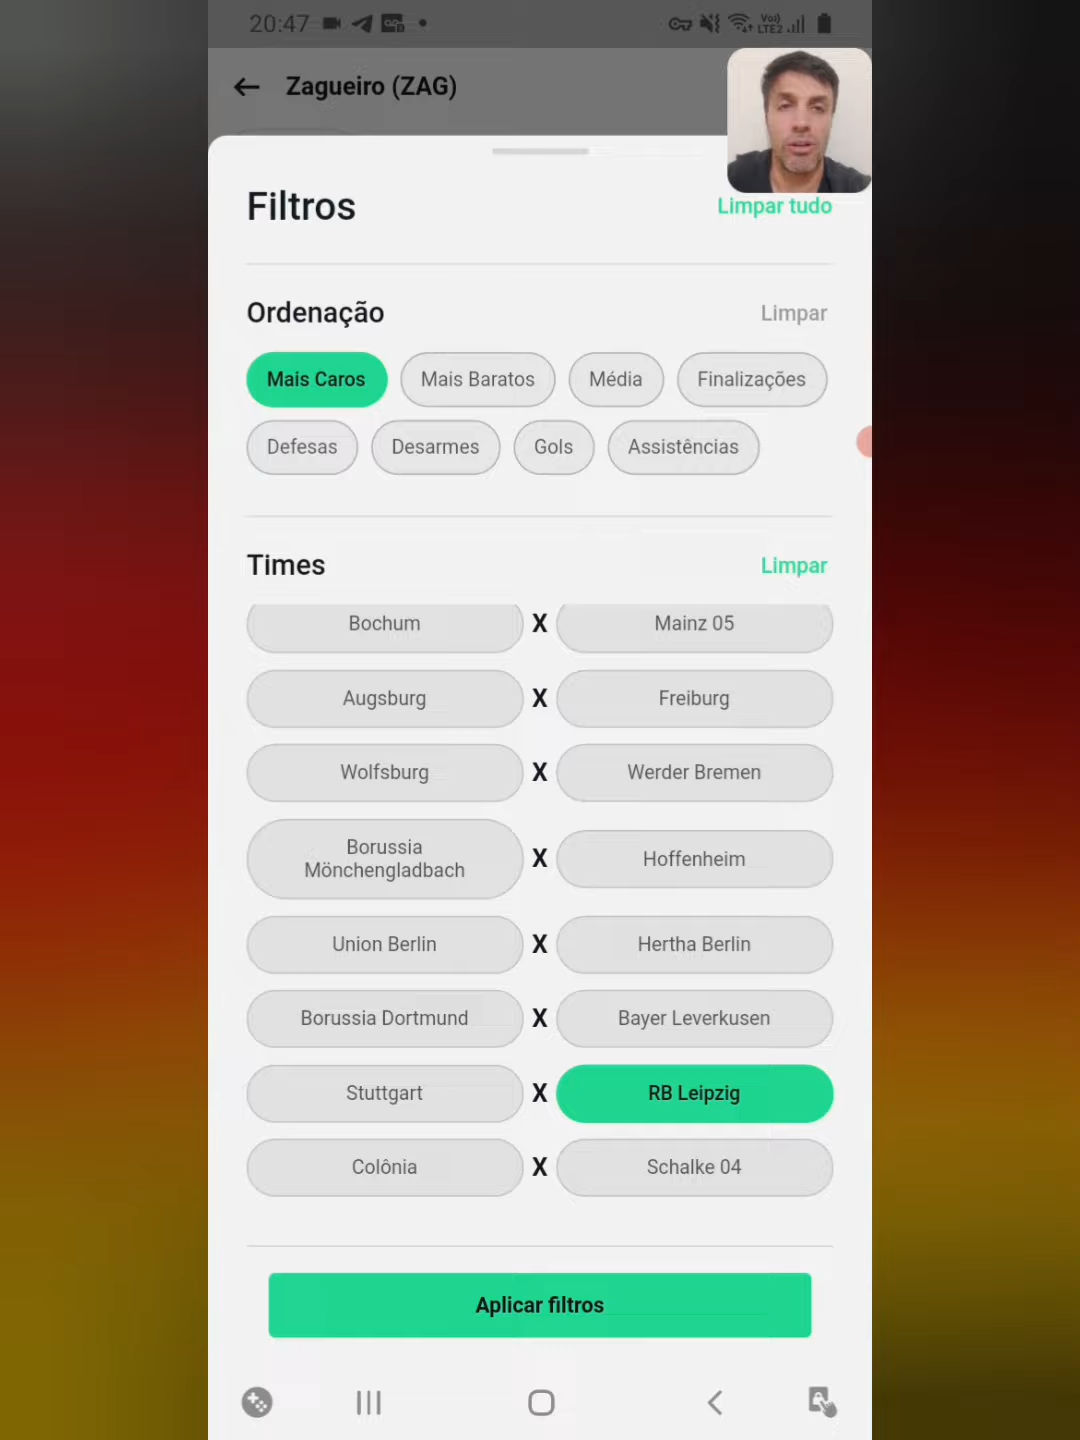 20:47
Vo)
LTE2
Zagueiro (ZAG)
Filtros
Limpar tudo
Ordenação
Limpar
Mais Caros
Mais Baratos
Média
Finalizações
Defesas
Desarmes
Gols
Assistências
Times
Limpar
Bochum X Mainz 05
Augsburg X Freiburg
Wolfsburg X Werder Bremen
Borussia
Mönchengladbach X Hoffenheim
Union Berlin X Hertha Berlin
Borussia Dortmund X Bayer Leverkusen
Stuttgart X RB Leipzig
Colônia X Schalke 04
Aplicar filtros